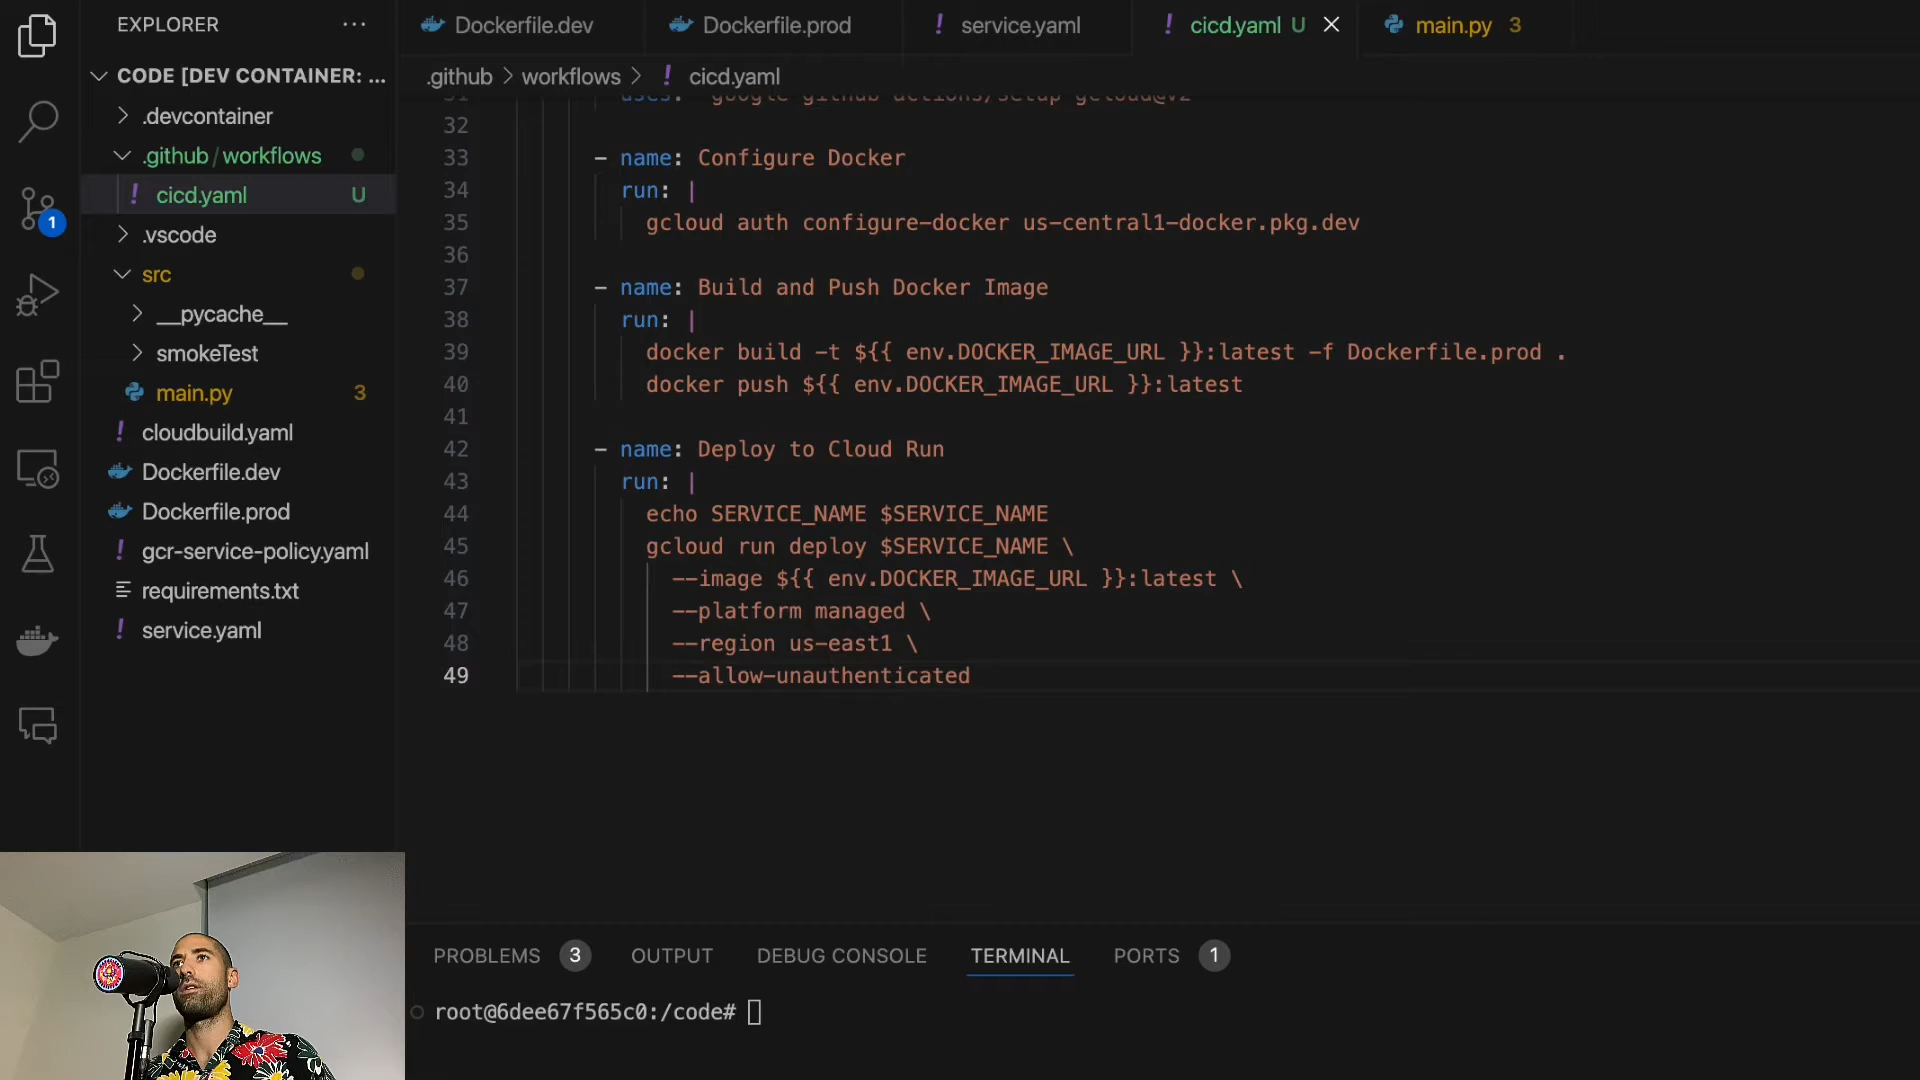 EXPLORER ...
CODE [DEV CONTAINER: ...
.devcontainer
.github/workflows
! cicd.yaml U
.vscode
src
__pycache__
smokeTest
main.py 3
! cloudbuild.yaml
Dockerfile.dev
Dockerfile.prod
! gcr-service-policy.yaml
requirements.txt
! service.yaml
1
Dockerfile.dev Dockerfile.prod ! service.yaml ! cicd.yaml U main.py 3
.github > workflows > ! cicd.yaml
31 uses: google-github-actions/setup-gcloud@v2
32
33 - name: Configure Docker
34 run: |
35 gcloud auth configure-docker us-central1-docker.pkg.dev
36
37 - name: Build and Push Docker Image
38 run: |
39 docker build -t ${{ env.DOCKER_IMAGE_URL }}:latest -f Dockerfile.prod .
40 docker push ${{ env.DOCKER_IMAGE_URL }}:latest
41
42 - name: Deploy to Cloud Run
43 run: |
44 echo SERVICE_NAME $SERVICE_NAME
45 gcloud run deploy $SERVICE_NAME \
46 --image ${{ env.DOCKER_IMAGE_URL }}:latest \
47 --platform managed \
48 --region us-east1 \
49 --allow-unauthenticated
PROBLEMS 3 OUTPUT DEBUG CONSOLE TERMINAL PORTS 1
root@6dee67f565c0:/code#